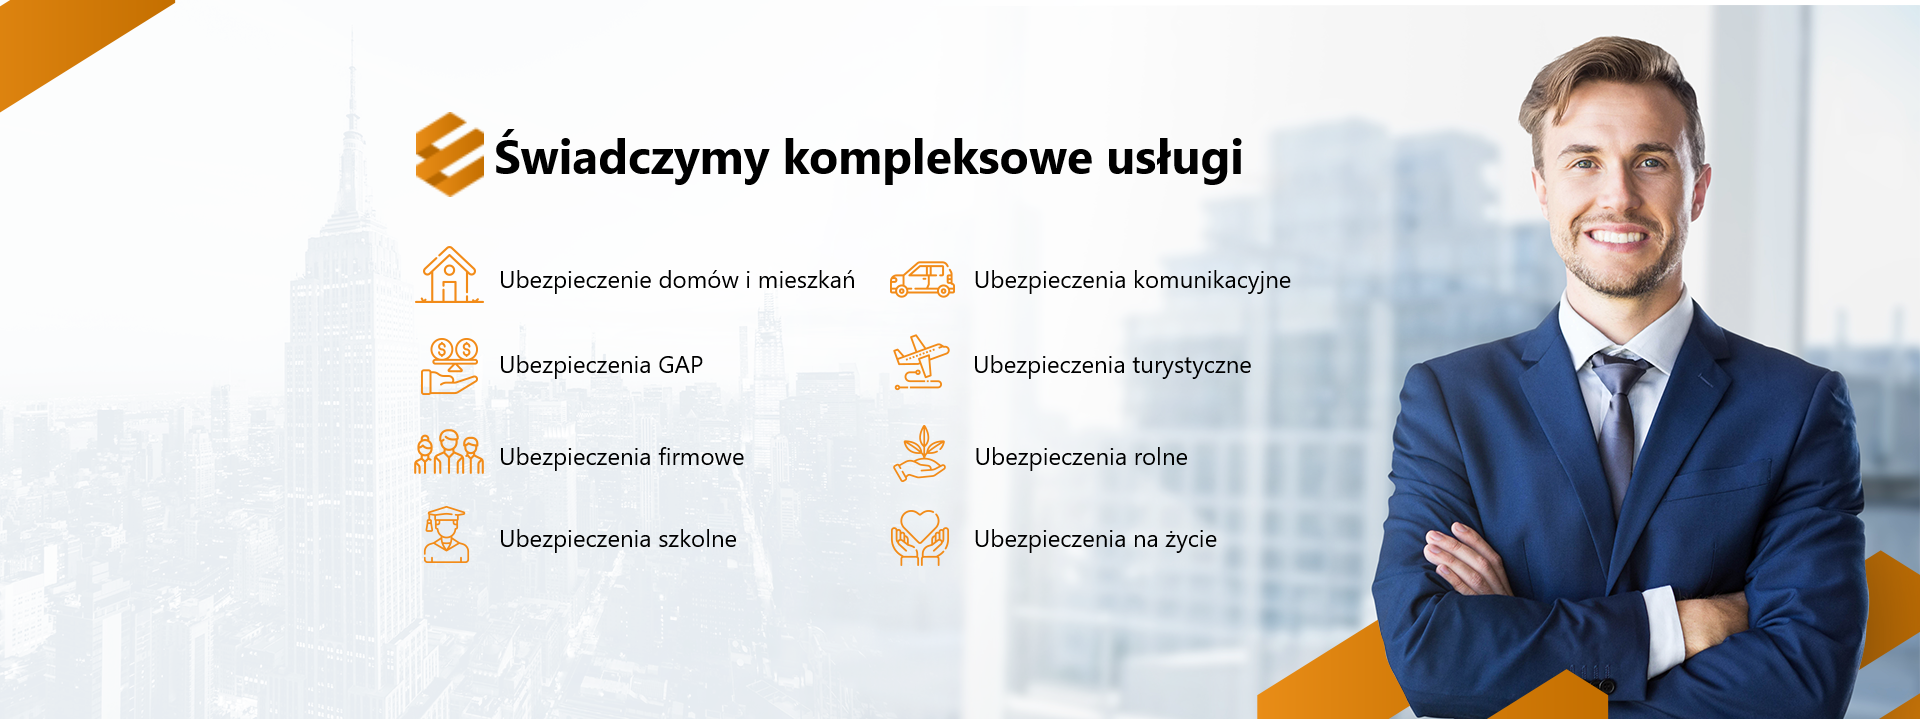 Świadczymy kompleksowe usługi
Ubezpieczenie domów i mieszkań
Ubezpieczenia komunikacyjne
Ubezpieczenia GAP
Ubezpieczenia turystyczne
Ubezpieczenia firmowe
Ubezpieczenia rolne
Ubezpieczenia szkolne
Ubezpieczenia na życie